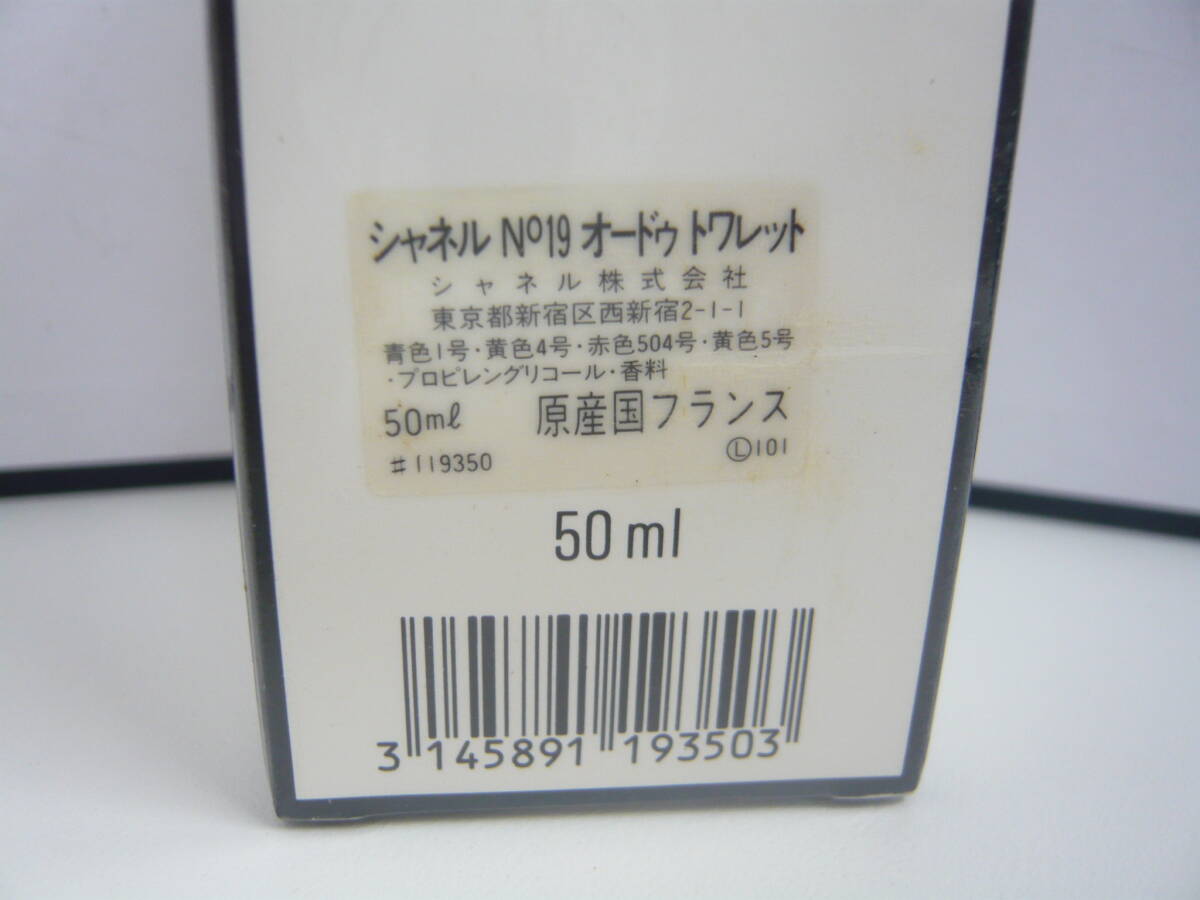 シャネル Nº19 オードゥ トワレット
シャネル株式会社
東京都新宿区西新宿2-1-1
青色1号・黄色4号・赤色504号・黄色5号
・プロピレングリコール・香料
50mℓ 原産国フランス
#119350 Ⓛ101
50 ml
3 145891 193503